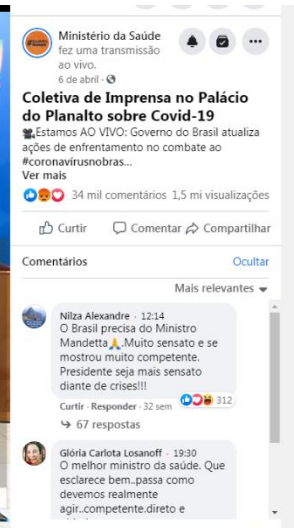 Ministério da Saúde
fez uma transmissão
ao vivo.
6 de abril ·
Coletiva de Imprensa no Palácio
do Planalto sobre Covid-19
🎥Estamos AO VIVO: Governo do Brasil atualiza
ações de enfrentamento no combate ao
#coronavírusnobras...
Ver mais
34 mil comentários 1,5 mi visualizações
Curtir Comentar Compartilhar
Comentários Ocultar
Mais relevantes
Nilza Alexandre · 12:14
O Brasil precisa do Ministro
Mandetta🙏.Muito sensato e se
mostrou muito competente.
Presidente seja mais sensato
diante de crises!!!
312
Curtir · Responder · 32 sem
67 respostas
Glória Carlota Losanoff · 19:30
O melhor ministro da saúde. Que
esclarece bem..passa como
devemos realmente
agir..competente.direto e